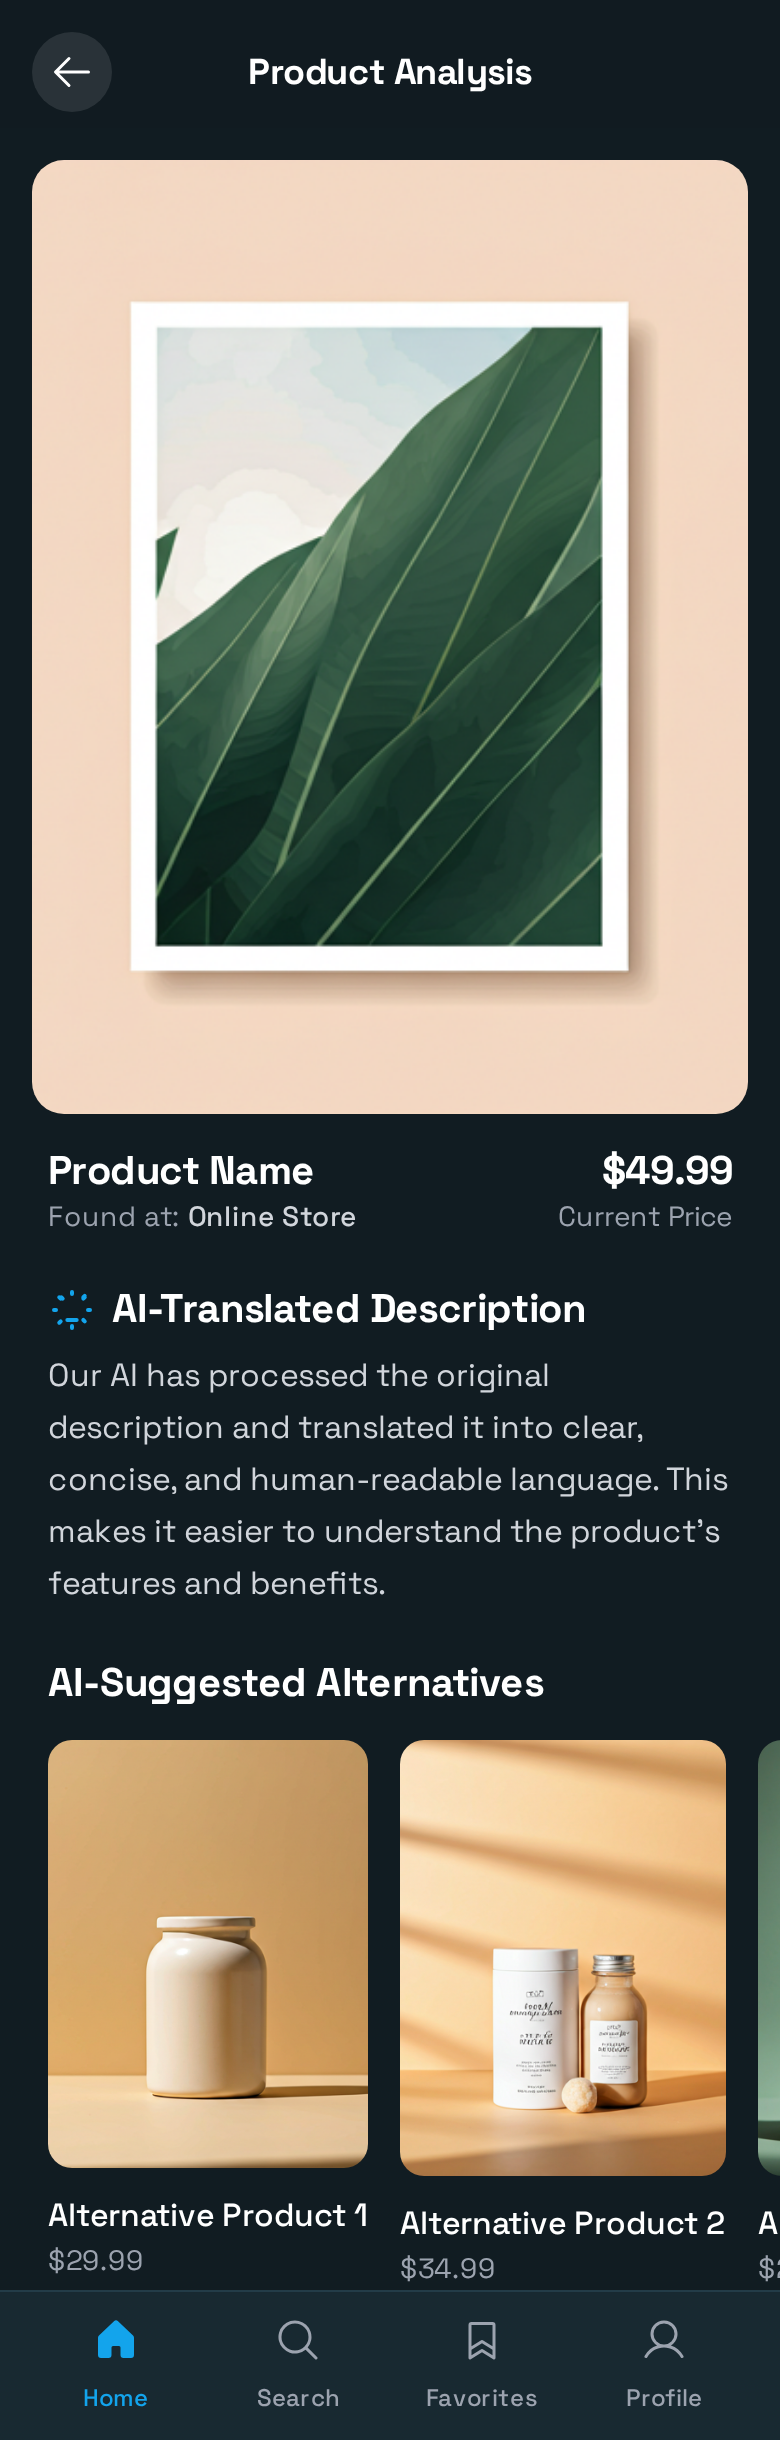 Product Analysis
Product Name
$49.99
Found at: Online Store
Current Price
AI-Translated Description
Our AI has processed the original
description and translated it into clear,
concise, and human-readable language. This
makes it easier to understand the product's
features and benefits.
AI-Suggested Alternatives
Alternative Product 1
$29.99
Alternative Product 2
$34.99
Home
Search
Favorites
Profile